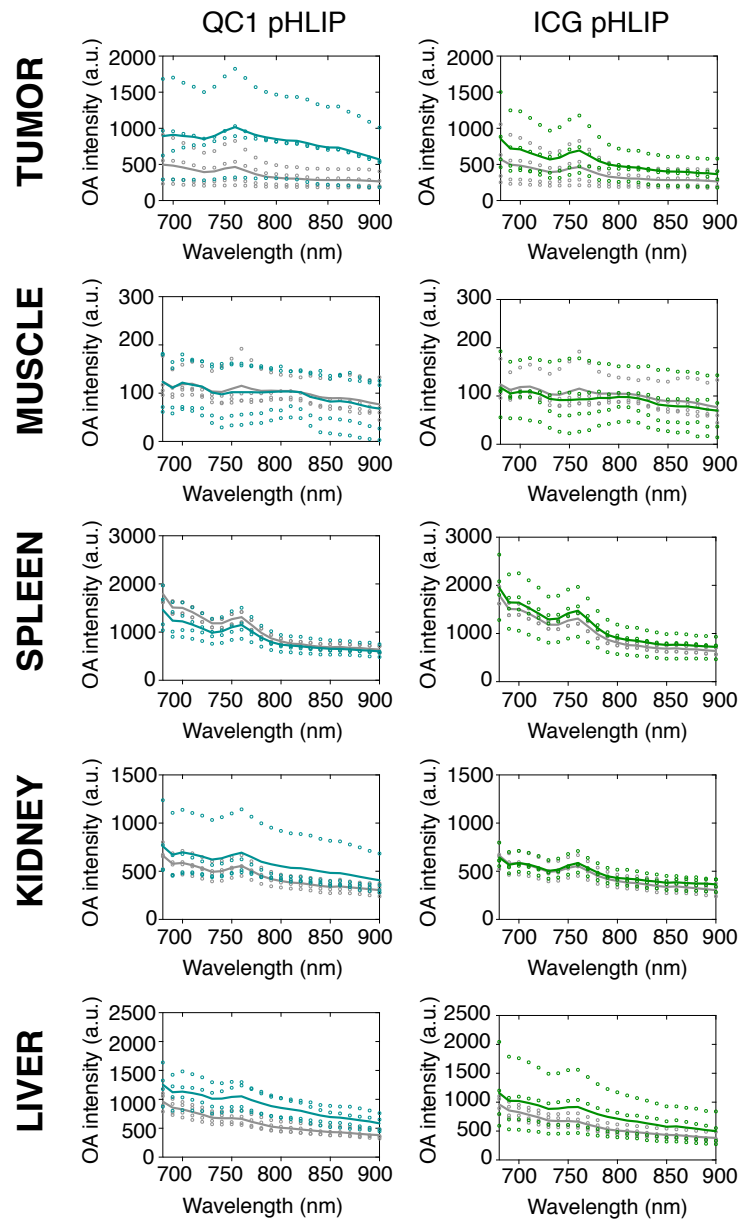 QC1 pHLIP
ICG pHLIP
TUMOR
OA intensity (a.u.)
2000
1500
1000
500
0
700 750 800 850 900
Wavelength (nm)
OA intensity (a.u.)
2000
1500
1000
500
0
700 750 800 850 900
Wavelength (nm)
MUSCLE
OA intensity (a.u.)
300
200
100
0
700 750 800 850 900
Wavelength (nm)
OA intensity (a.u.)
300
200
100
0
700 750 800 850 900
Wavelength (nm)
SPLEEN
OA intensity (a.u.)
3000
2000
1000
0
700 750 800 850 900
Wavelength (nm)
OA intensity (a.u.)
3000
2000
1000
0
700 750 800 850 900
Wavelength (nm)
KIDNEY
OA intensity (a.u.)
1500
1000
500
0
700 750 800 850 900
Wavelength (nm)
OA intensity (a.u.)
1500
1000
500
0
700 750 800 850 900
Wavelength (nm)
LIVER
OA intensity (a.u.)
2500
2000
1500
1000
500
0
700 750 800 850 900
Wavelength (nm)
OA intensity (a.u.)
2500
2000
1500
1000
500
0
700 750 800 850 900
Wavelength (nm)